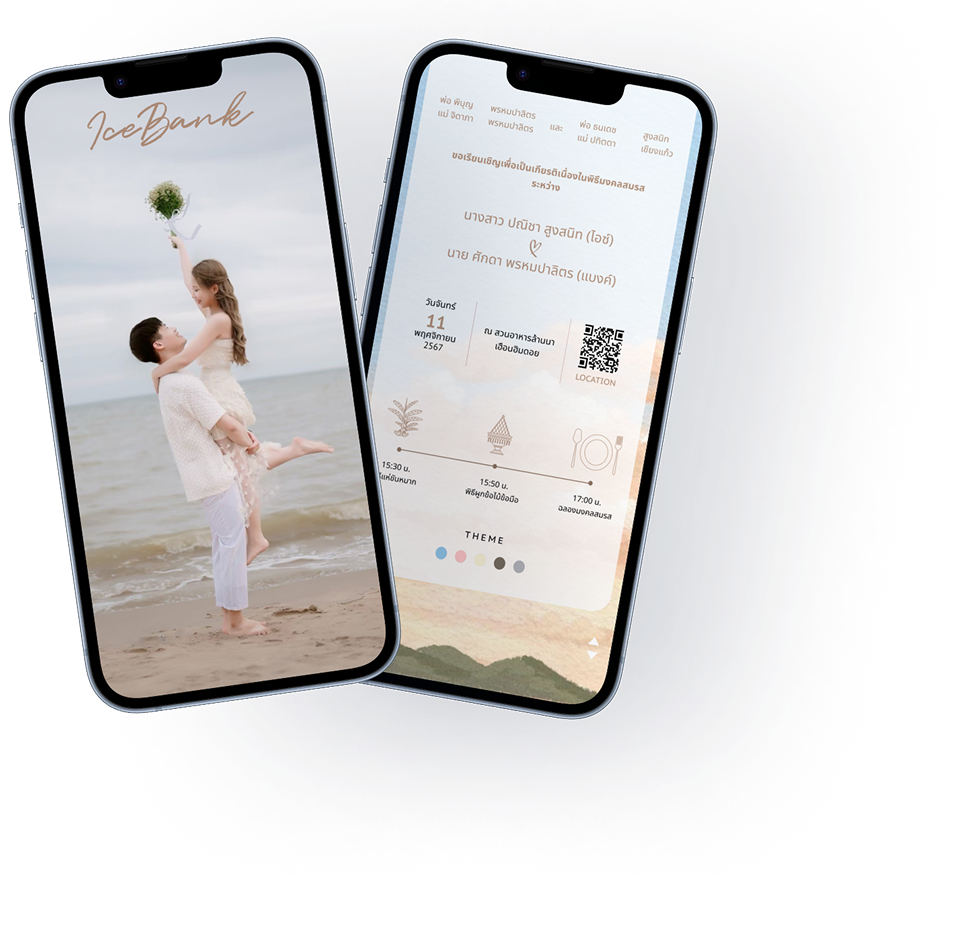 IceBank
พ่อ พิบุญ พรหมปาลิตร และ พ่อ ธนเดช สูงสนิท
แม่ จิดาภา พรหมปาลิตร แม่ ปทิตตา เชียงแก้ว
ขอเรียนเชิญเพื่อเป็นเกียรติเนื่องในพิธีมงคลสมรส
ระหว่าง
นางสาว ปณิชา สูงสนิท (ไอซ์)
นาย ศักดา พรหมปาลิตร (แบงค์)
วันจันทร์
11
พฤศจิกายน
2567
ณ สวนอาหารล้านนา
เฮือนอิมดอย
LOCATION
15:30 น.
แห่ขันหมาก
15:50 น.
พิธีผูกข้อไม้ข้อมือ
17:00 น.
ฉลองมงคลสมรส
THEME